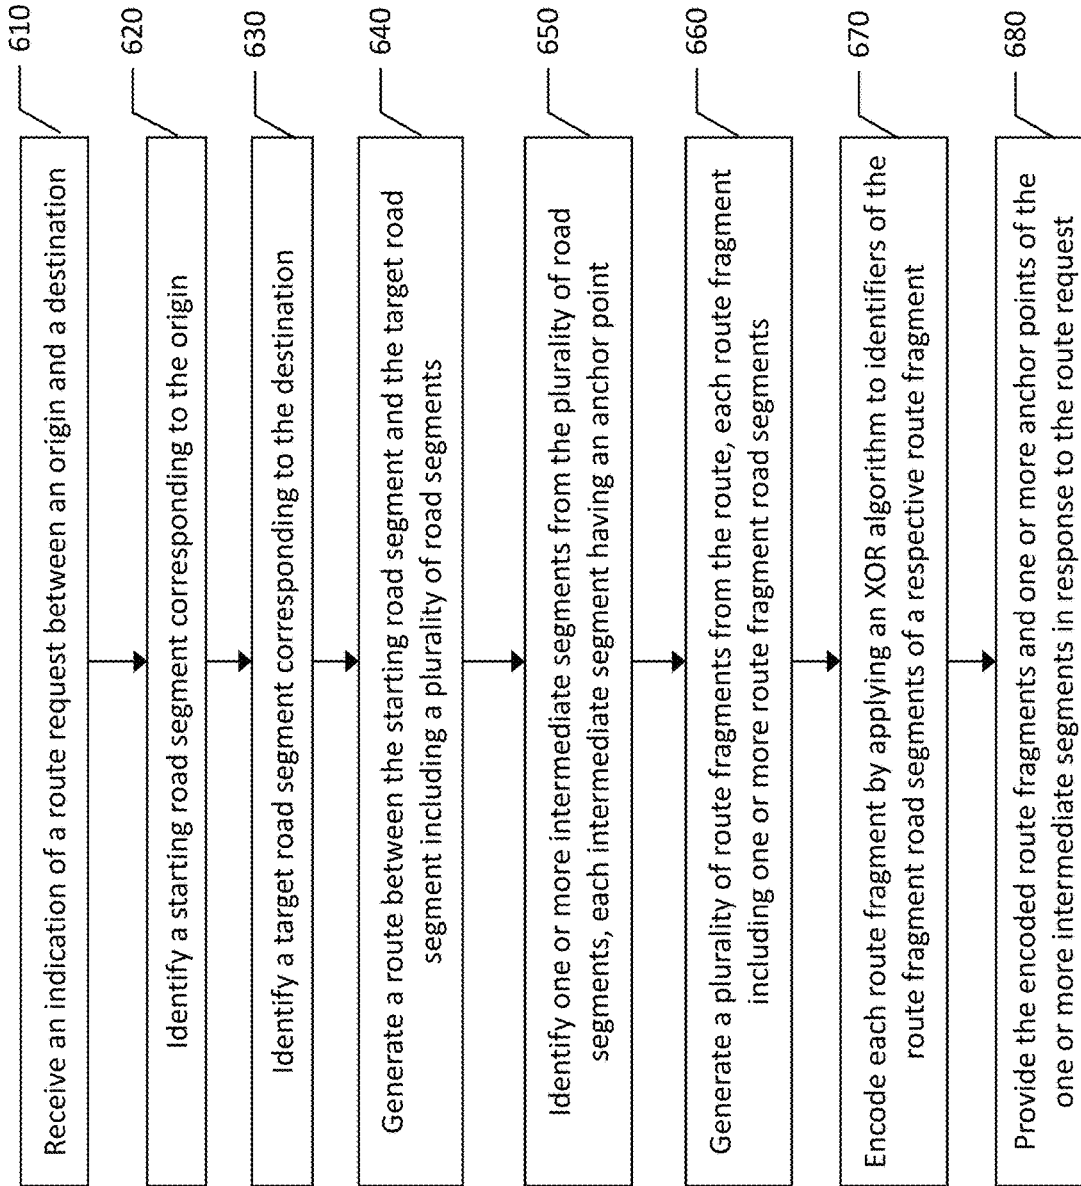 Receive an indication of a route request between an origin and a destination
610
Identify a starting road segment corresponding to the origin
620
Identify a target road segment corresponding to the destination
630
Generate a route between the starting road segment and the target road
segment including a plurality of road segments
640
Identify one or more intermediate segments from the plurality of road
segments, each intermediate segment having an anchor point
650
Generate a plurality of route fragments from the route, each route fragment
including one or more route fragment road segments
660
Encode each route fragment by applying an XOR algorithm to identifiers of the
route fragment road segments of a respective route fragment
670
Provide the encoded route fragments and one or more anchor points of the
one or more intermediate segments in response to the route request
680